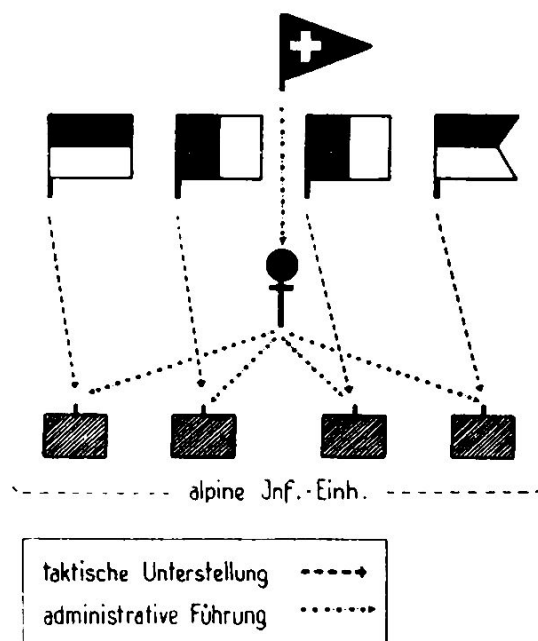 alpine Jnf.-Einh.
taktische Unterstellung
administrative Führung